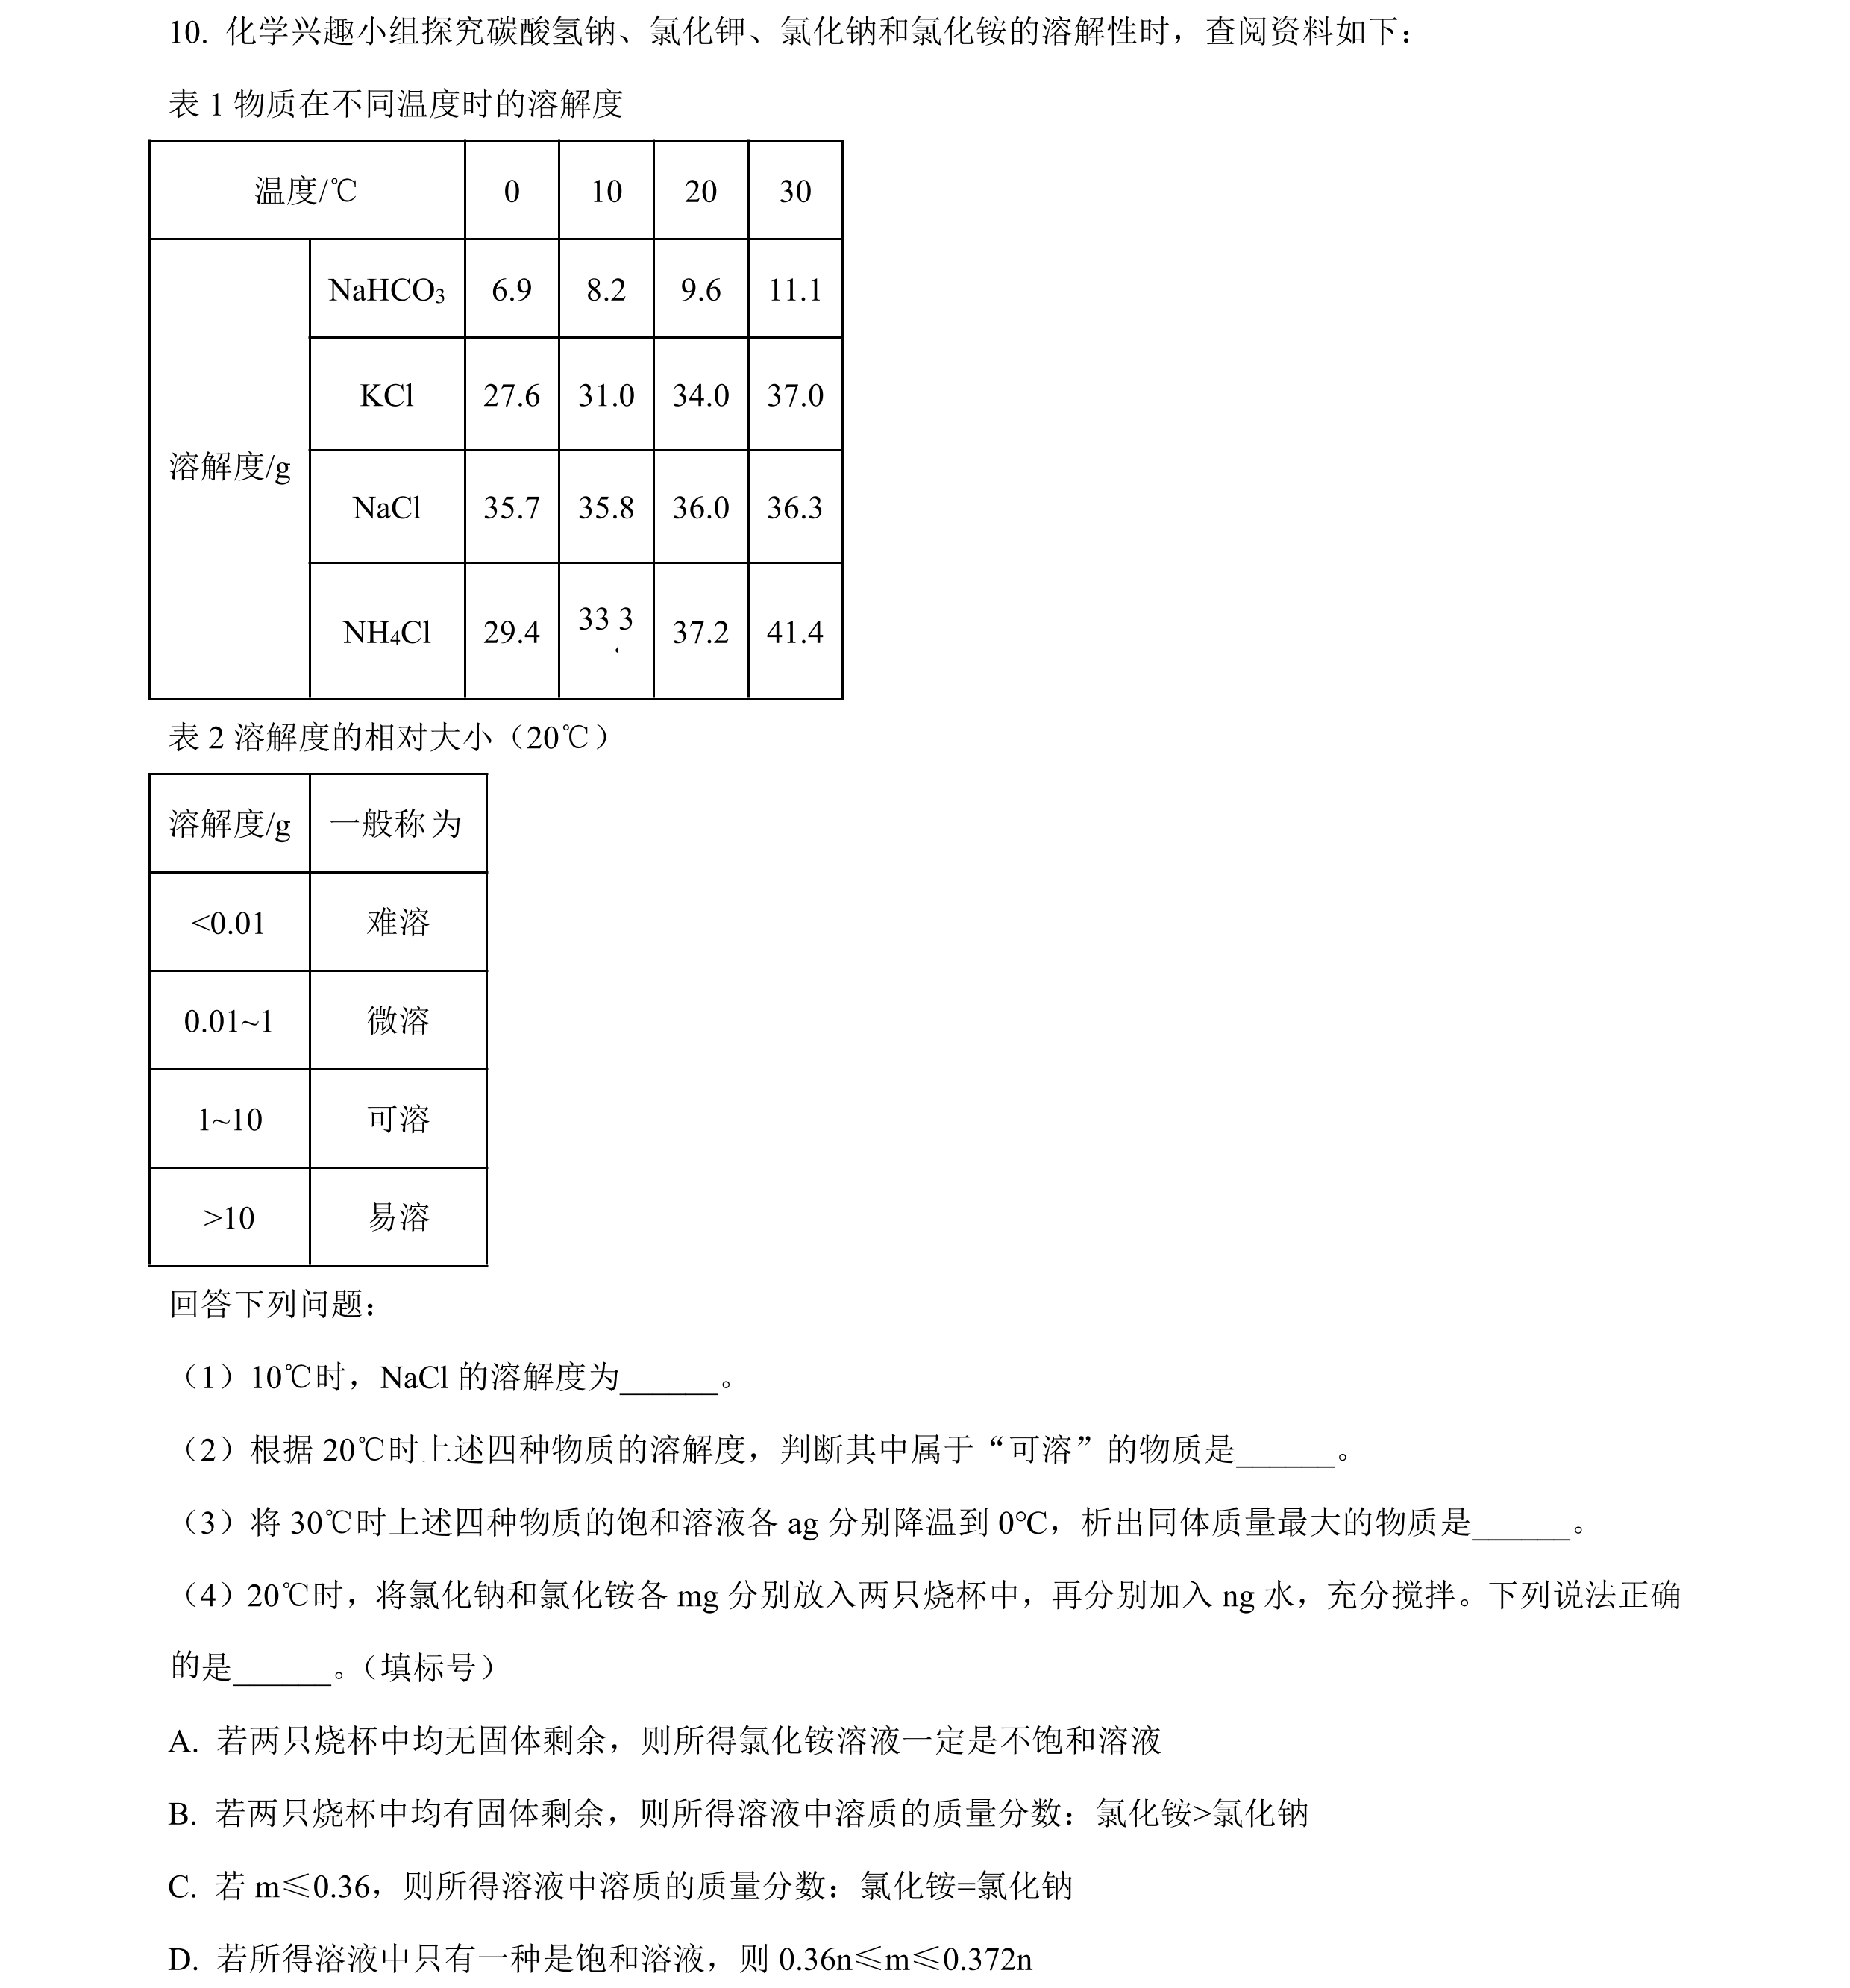 10. 化学兴趣小组探究碳酸氢钠、氯化钾、氯化钠和氯化铵的溶解性时，查阅资料如下：
表 1 物质在不同温度时的溶解度
温度/℃ 0 10 20 30
溶解度/g
NaHCO₃ 6.9 8.2 9.6 11.1
KCl 27.6 31.0 34.0 37.0
NaCl 35.7 35.8 36.0 36.3
NH₄Cl 29.4 33.3 37.2 41.4
表 2 溶解度的相对大小（20℃）
溶解度/g 一般称为
<0.01 难溶
0.01~1 微溶
1~10 可溶
>10 易溶
回答下列问题：
（1）10℃时，NaCl 的溶解度为______。
（2）根据 20℃时上述四种物质的溶解度，判断其中属于“可溶”的物质是______。
（3）将 30℃时上述四种物质的饱和溶液各 ag 分别降温到 0℃，析出同体质量最大的物质是______。
（4）20℃时，将氯化钠和氯化铵各 mg 分别放入两只烧杯中，再分别加入 ng 水，充分搅拌。下列说法正确
的是______。（填标号）
A. 若两只烧杯中均无固体剩余，则所得氯化铵溶液一定是不饱和溶液
B. 若两只烧杯中均有固体剩余，则所得溶液中溶质的质量分数：氯化铵>氯化钠
C. 若 m≤0.36，则所得溶液中溶质的质量分数：氯化铵=氯化钠
D. 若所得溶液中只有一种是饱和溶液，则 0.36n≤m≤0.372n